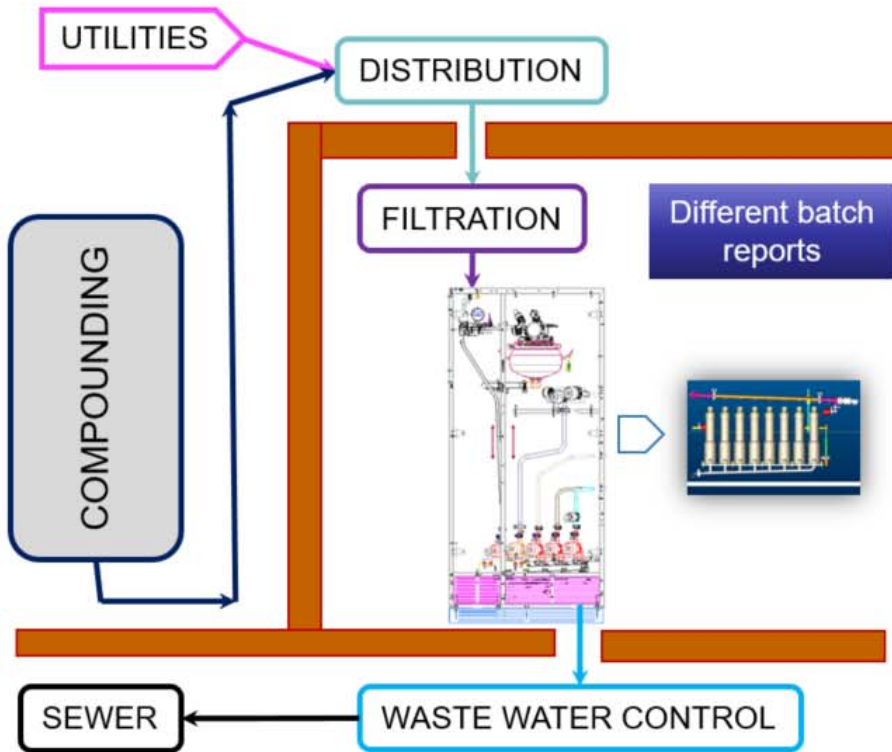 UTILITIES
DISTRIBUTION
FILTRATION
Different batch
reports
COMPOUNDING
WASTE WATER CONTROL
SEWER